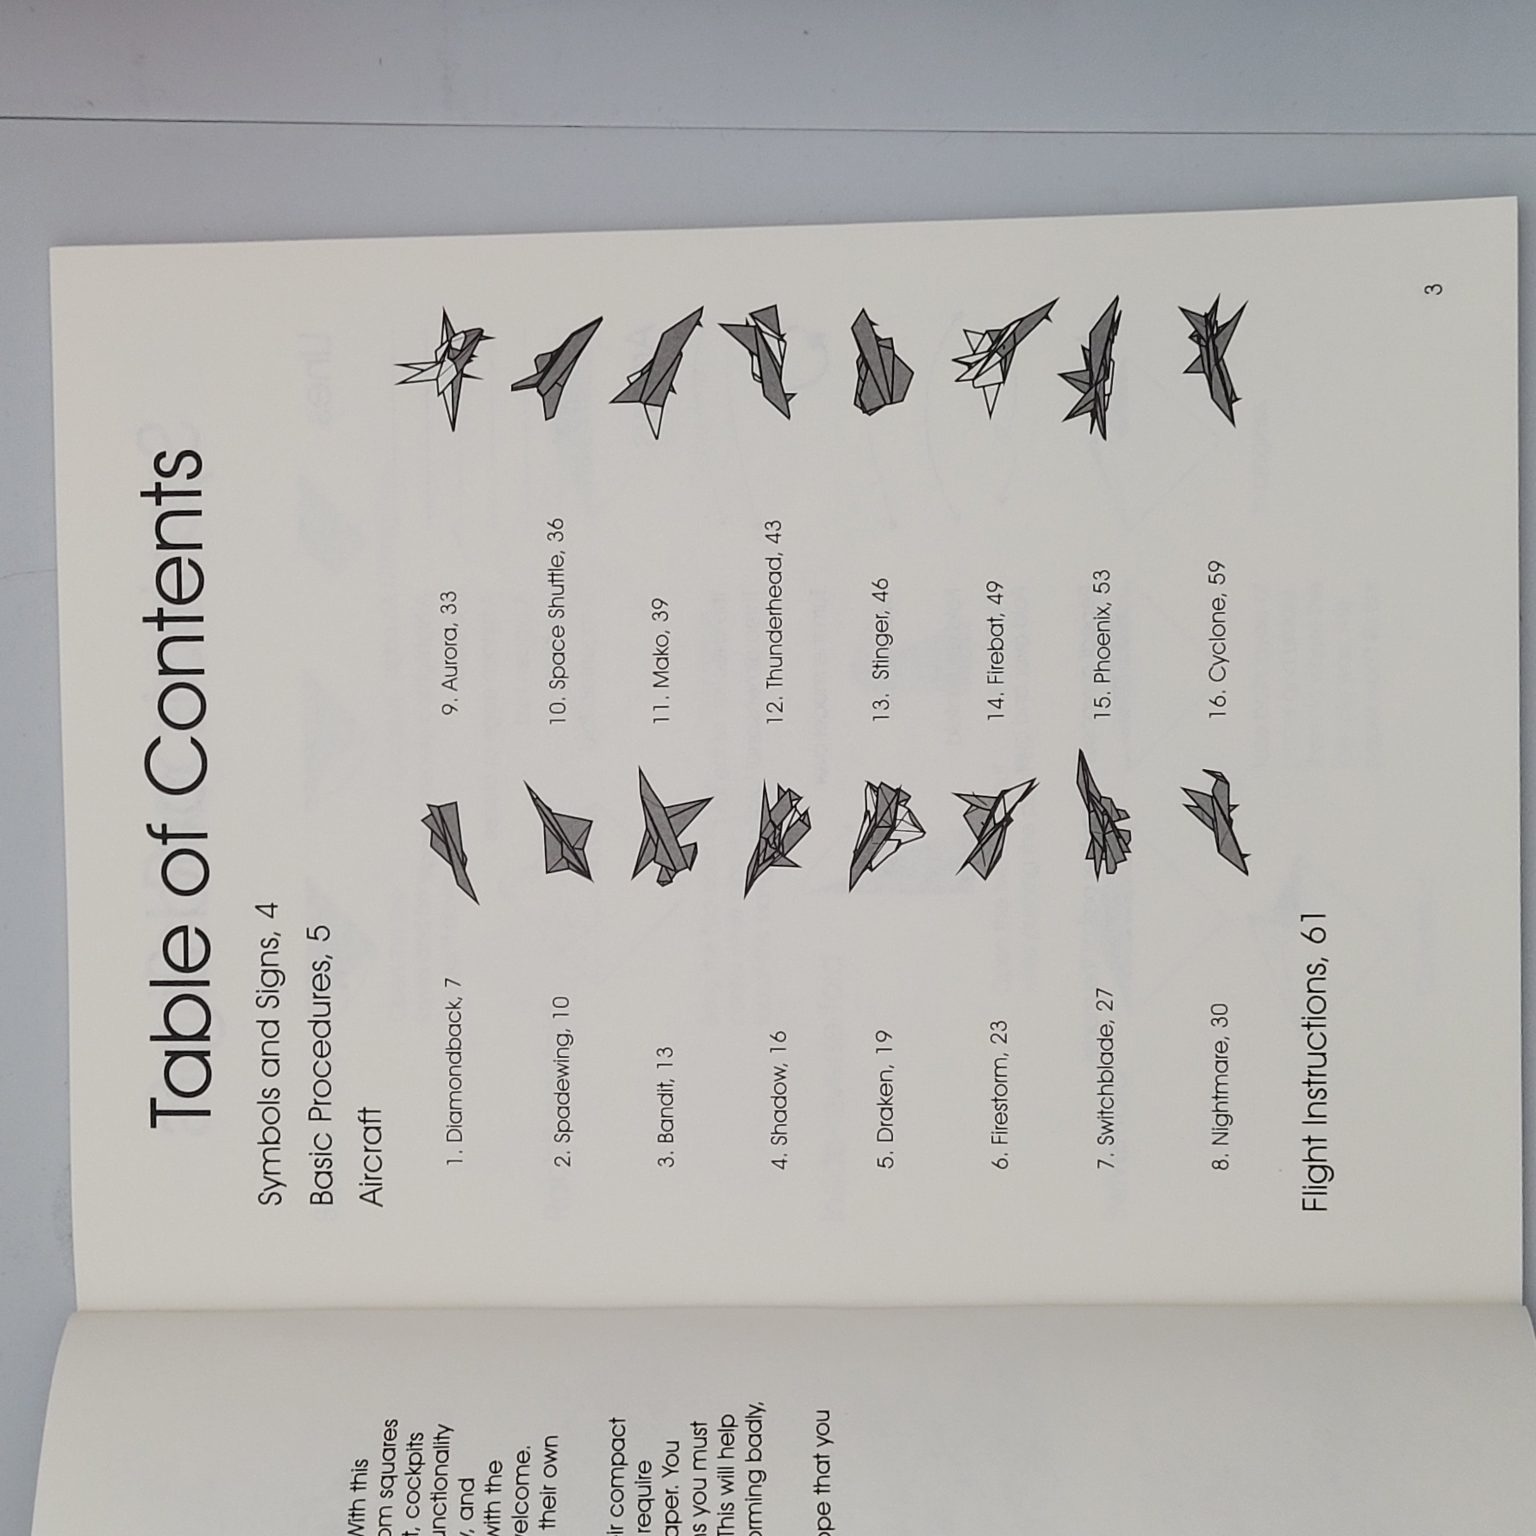 With this
om squares
t, cockpits
unctionality
, and
with the
elcome.
their own
ir compact
require
aper. You
ns you must
This will help
orming badly,
ope that you
Table of Contents
Symbols and Signs, 4
Basic Procedures, 5
Aircraft
1. Diamondback, 7
2. Spadewing, 10
3. Bandit, 13
4. Shadow, 16
5. Draken, 19
6. Firestorm, 23
7. Switchblade, 27
8. Nightmare, 30
9. Aurora, 33
10. Space Shuttle, 36
11. Mako, 39
12. Thunderhead, 43
13. Stinger, 46
14. Firebat, 49
15. Phoenix, 53
16. Cyclone, 59
Flight Instructions, 61
3